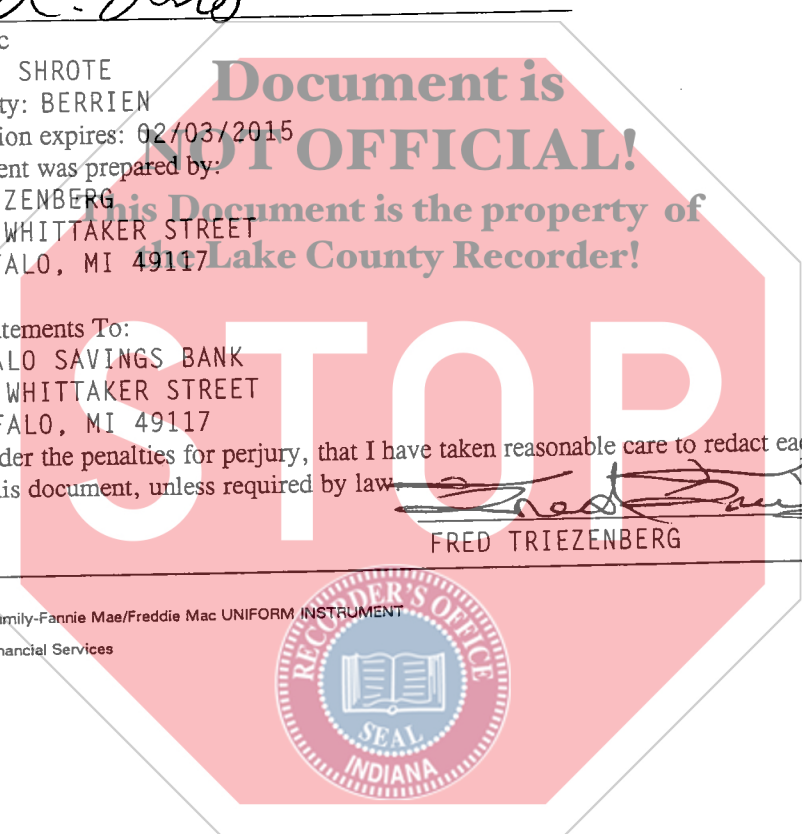 c
SHROTE
ty: BERRIEN
ion expires: 02/03/2015
ent was prepared by:
ZENBERG
WHITTAKER STREET
ALO, MI 49117
Document is
NOT OFFICIAL!
This Document is the property of
the Lake County Recorder!
tements To:
ALO SAVINGS BANK
WHITTAKER STREET
FALO, MI 49117
der the penalties for perjury, that I have taken reasonable care to redact ea
is document, unless required by law
STOP
FRED TRIEZENBERG
mily-Fannie Mae/Freddie Mac UNIFORM INSTRUMENT
nancial Services
RECORDER'S OFFICE
SEAL
INDIANA